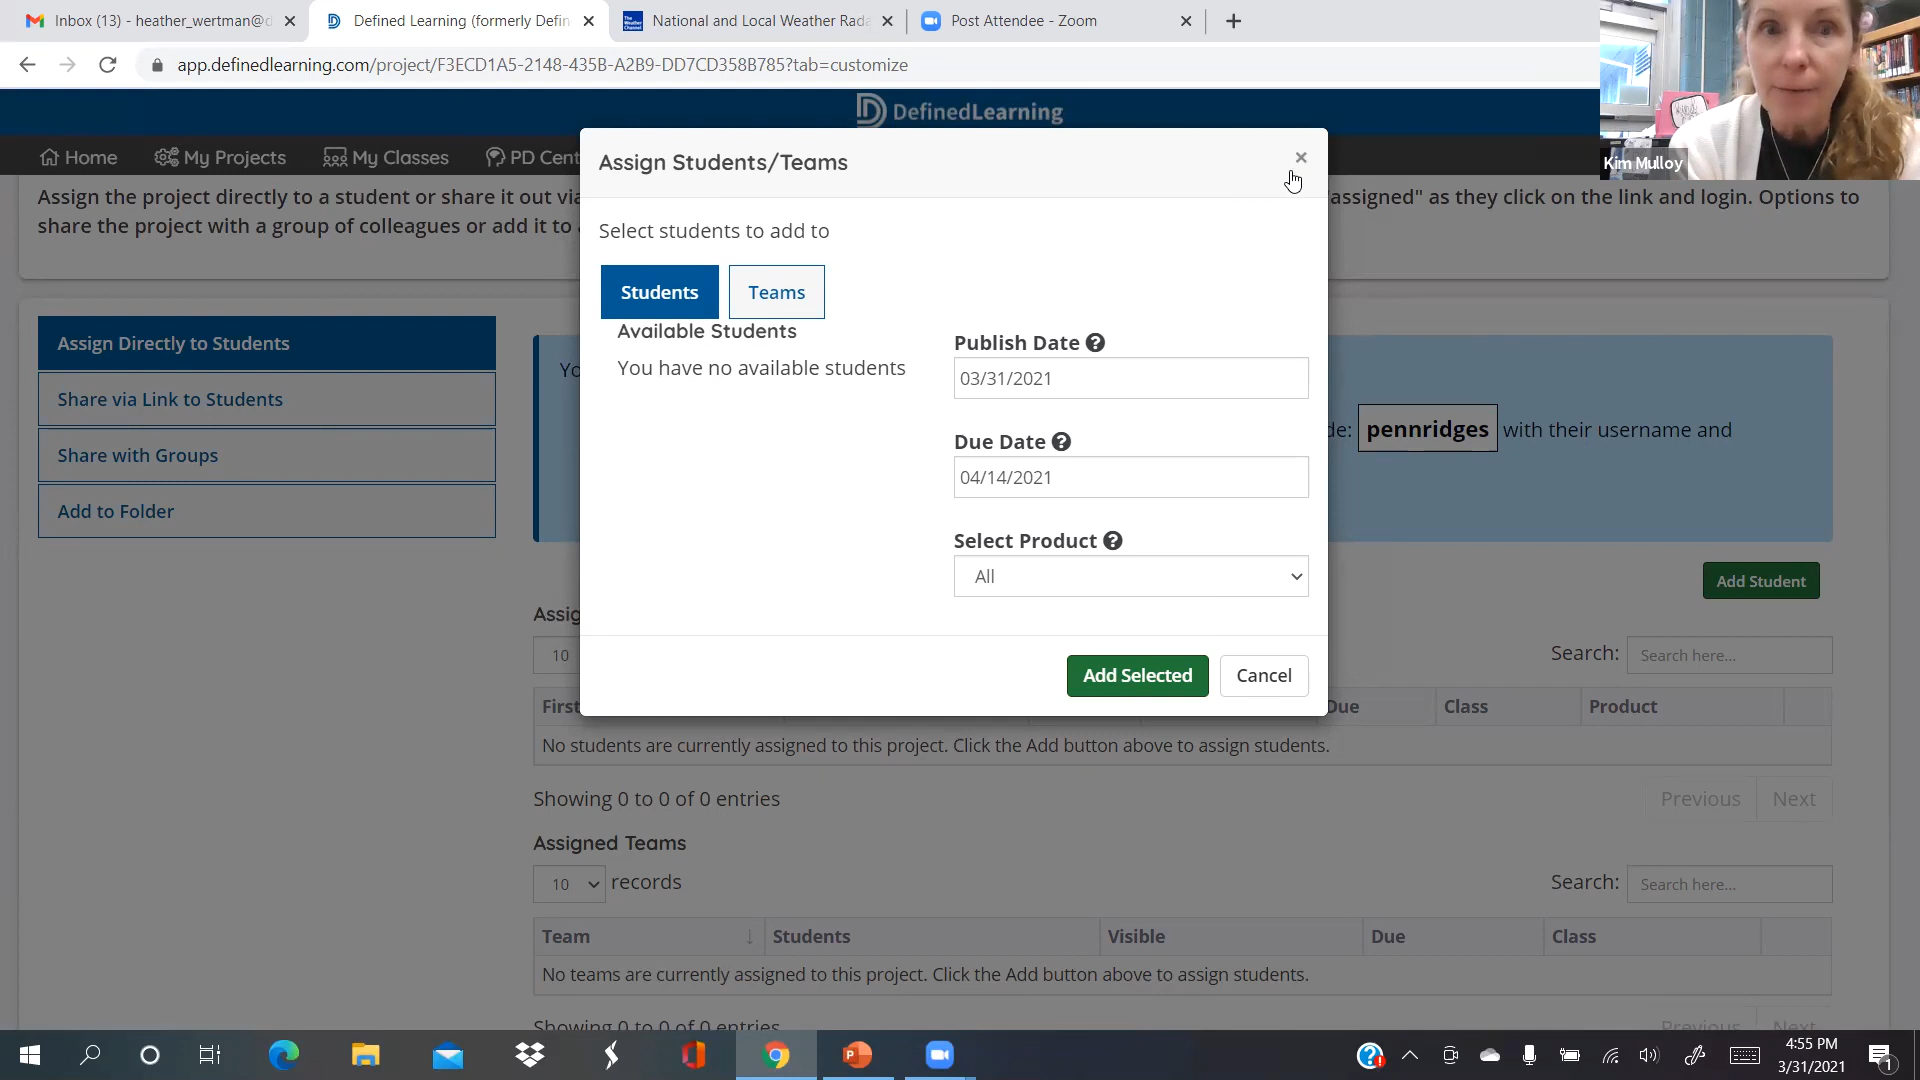 Inbox (13) - heather_wertman@d
Defined Learning (formerly Defin
National and Local Weather Rada
Post Attendee - Zoom
app.definedlearning.com/project/F3ECD1A5-2148-435B-A2B9-DD7CD358B785?tab=customize
DefinedLearning
Home
My Projects
My Classes
PD Cent
Kim Mulloy
Assign the project directly to a student or share it out via
"assigned" as they click on the link and login. Options to
share the project with a group of colleagues or add it to
Assign Students/Teams
×
Select students to add to
Students
Teams
Available Students
You have no available students
Publish Date
03/31/2021
Due Date
04/14/2021
Select Product
All
Add Selected
Cancel
Assign Directly to Students
Share via Link to Students
Share with Groups
Add to Folder
Yo
de: pennridges with their username and
Add Student
Assig
10
Search: Search here...
First
Due
Class
Product
No students are currently assigned to this project. Click the Add button above to assign students.
Showing 0 to 0 of 0 entries
Previous
Next
Assigned Teams
10 records
Search: Search here...
Team
Students
Visible
Due
Class
No teams are currently assigned to this project. Click the Add button above to assign students.
Showing 0 to 0 of 0 entries
Previous
Next
4:55 PM
3/31/2021
1